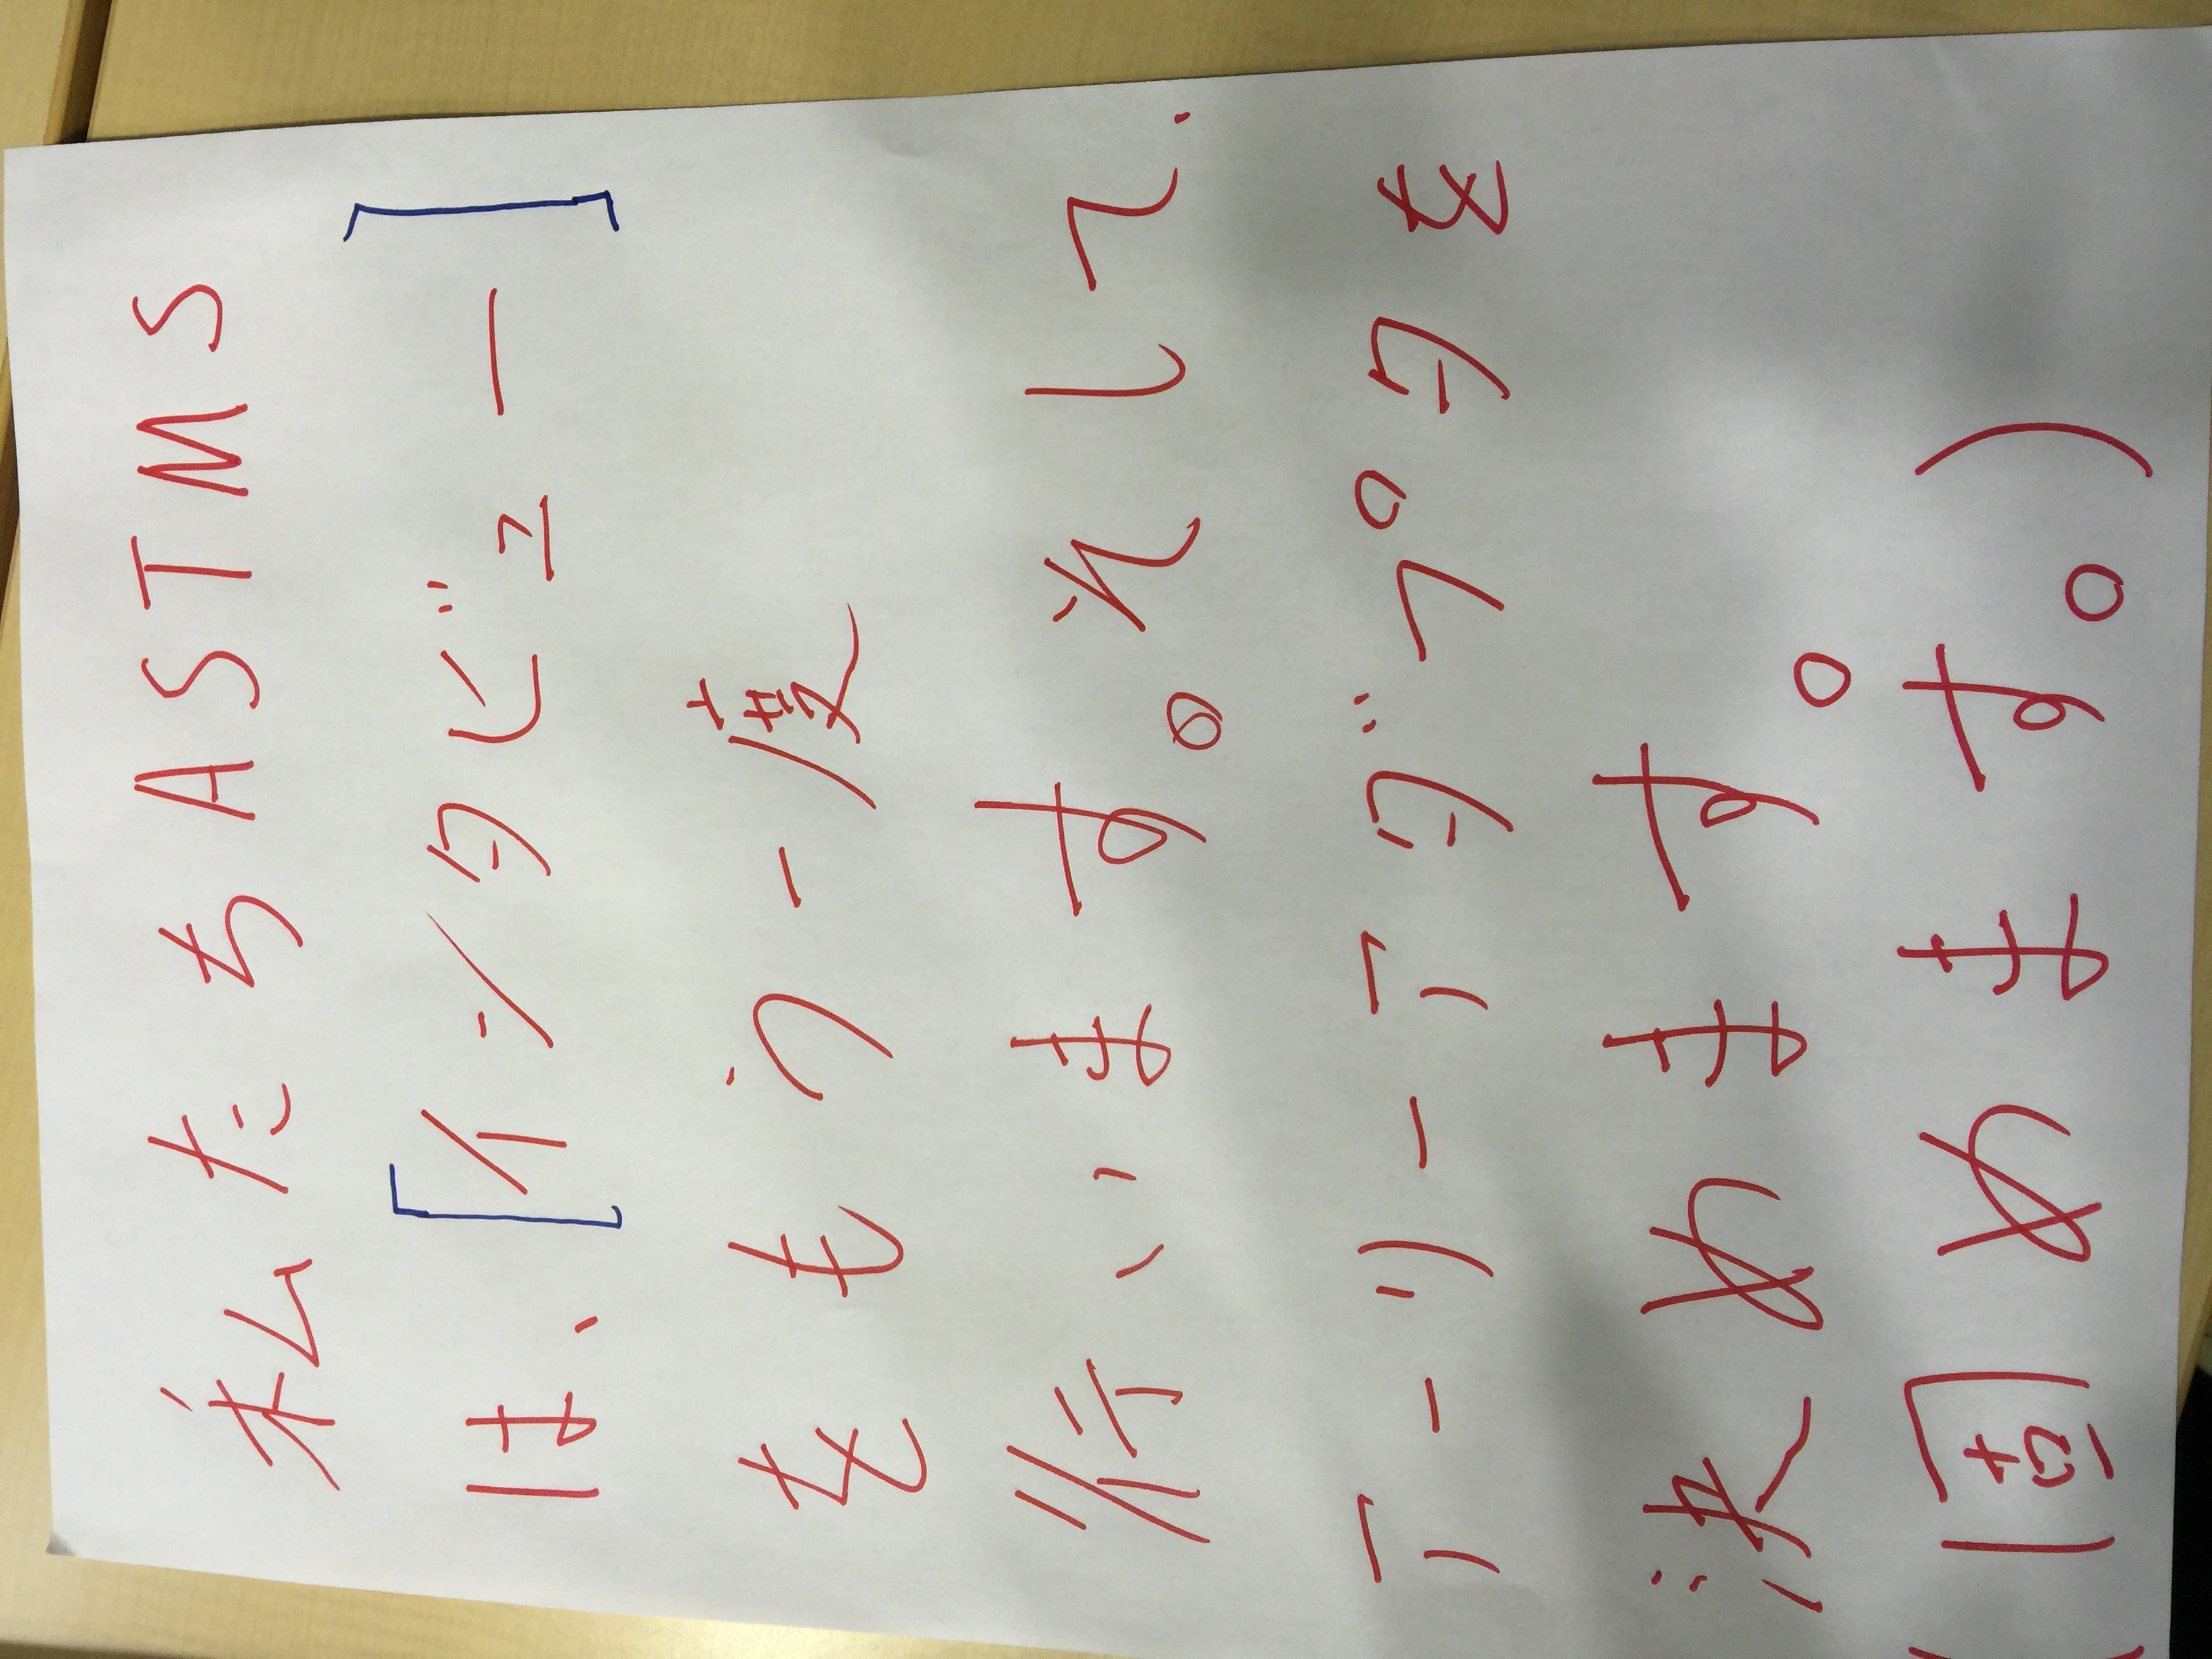 私たちASTMS
は、[インタビュー]
をもう一度
行います。そして、
アーリーアダプタを
決めます。
(固めます。)